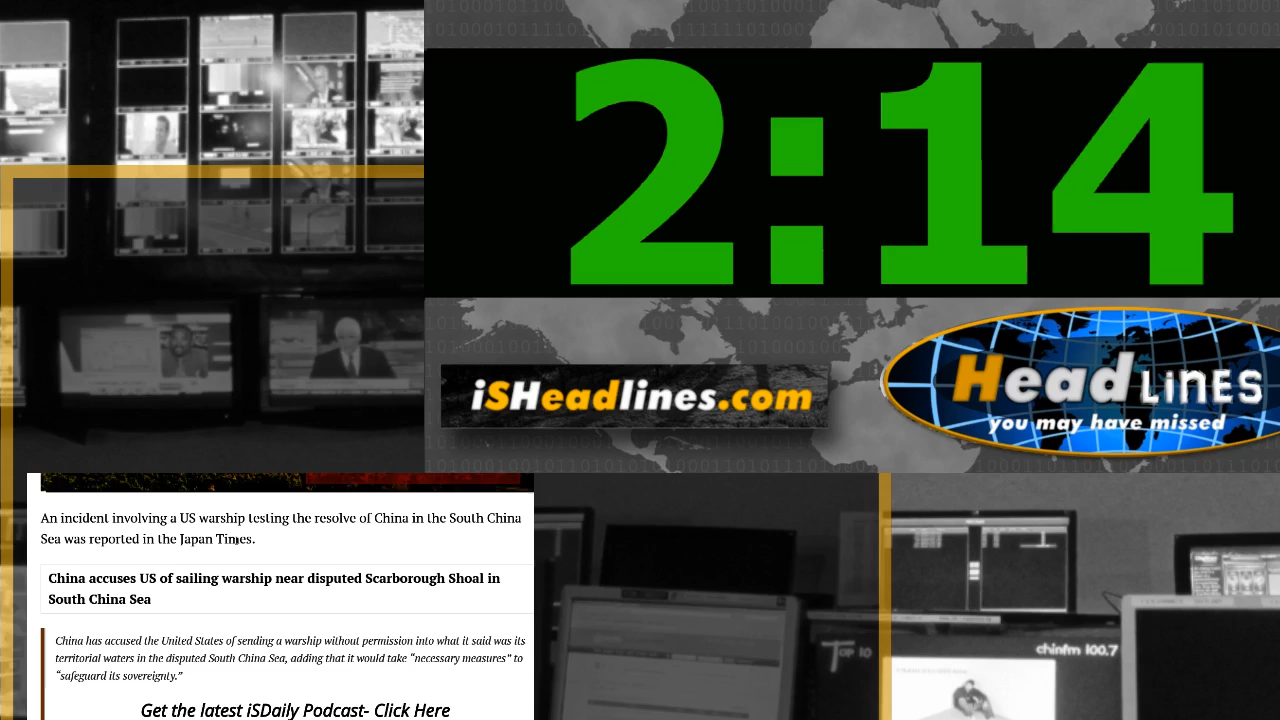 2:14
iSHeadlines.com
HeadLINES
you may have missed
An incident involving a US warship testing the resolve of China in the South China
Sea was reported in the Japan Times.
China accuses US of sailing warship near disputed Scarborough Shoal in
South China Sea
China has accused the United States of sending a warship without permission into what it said was its
territorial waters in the disputed South China Sea, adding that it would take “necessary measures” to
“safeguard its sovereignty.”
Get the latest iSDaily Podcast- Click Here
TOP 10
chinfm 100.7